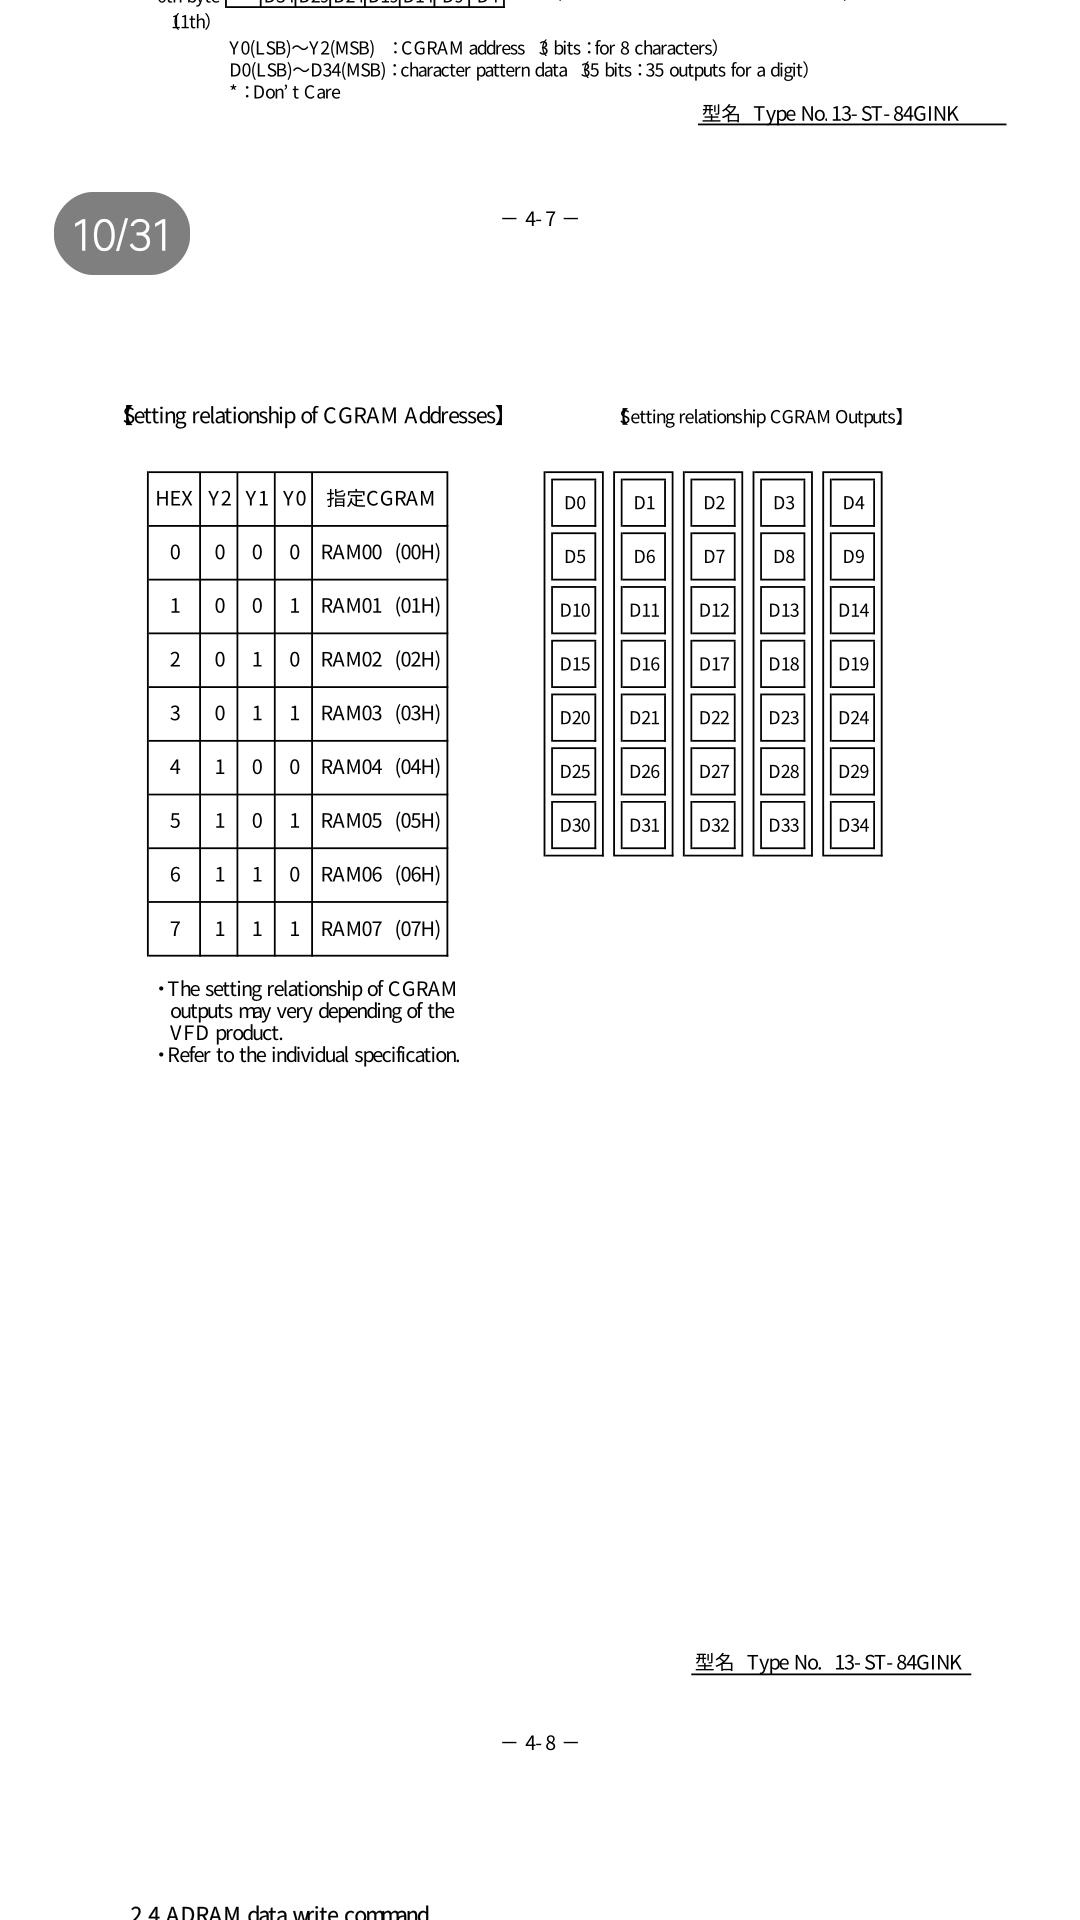 (11th)
Y0(LSB)～Y2(MSB) ：CGRAM address (3 bits：for 8 characters)
D0(LSB)～D34(MSB)：character pattern data (35 bits：35 outputs for a digit)
*：Don't Care
型名 Type No.13-ST-84GINK
－ 4-7 －
10/31
【Setting relationship of CGRAM Addresses】
【Setting relationship CGRAM Outputs】
HEX Y2 Y1 Y0 指定CGRAM
0 0 0 0 RAM00 (00H)
1 0 0 1 RAM01 (01H)
2 0 1 0 RAM02 (02H)
3 0 1 1 RAM03 (03H)
4 1 0 0 RAM04 (04H)
5 1 0 1 RAM05 (05H)
6 1 1 0 RAM06 (06H)
7 1 1 1 RAM07 (07H)
D0 D1 D2 D3 D4
D5 D6 D7 D8 D9
D10 D11 D12 D13 D14
D15 D16 D17 D18 D19
D20 D21 D22 D23 D24
D25 D26 D27 D28 D29
D30 D31 D32 D33 D34
・The setting relationship of CGRAM
outputs may very depending of the
VFD product.
・Refer to the individual specification.
型名 Type No. 13-ST-84GINK
－ 4-8 －
2.4 ADRAM data write command